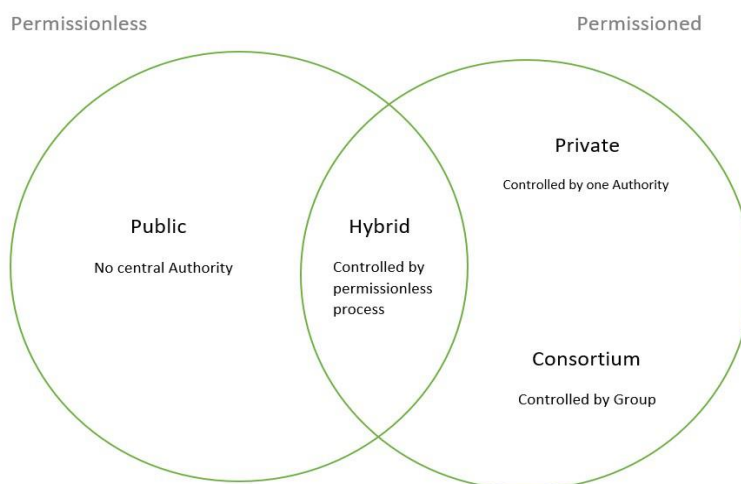 Permissionless
Permissioned
Public
No central Authority
Hybrid
Controlled by
permissionless
process
Private
Controlled by one Authority
Consortium
Controlled by Group